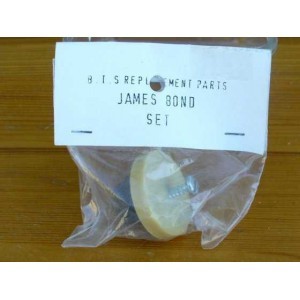 B.T.S REPLACEMENT PARTS
JAMES BOND
SET